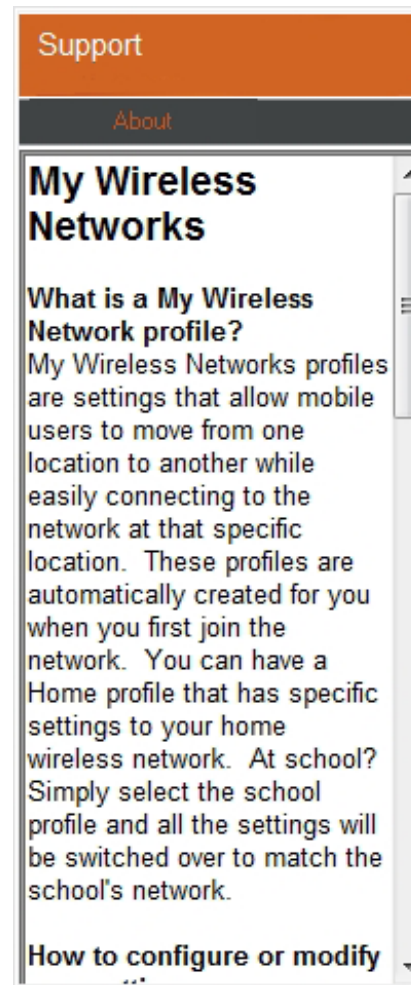 Support
About
My Wireless
Networks
What is a My Wireless
Network profile?
My Wireless Networks profiles
are settings that allow mobile
users to move from one
location to another while
easily connecting to the
network at that specific
location.  These profiles are
automatically created for you
when you first join the
network.  You can have a
Home profile that has specific
settings to your home
wireless network.  At school?
Simply select the school
profile and all the settings will
be switched over to match the
school's network.
How to configure or modify